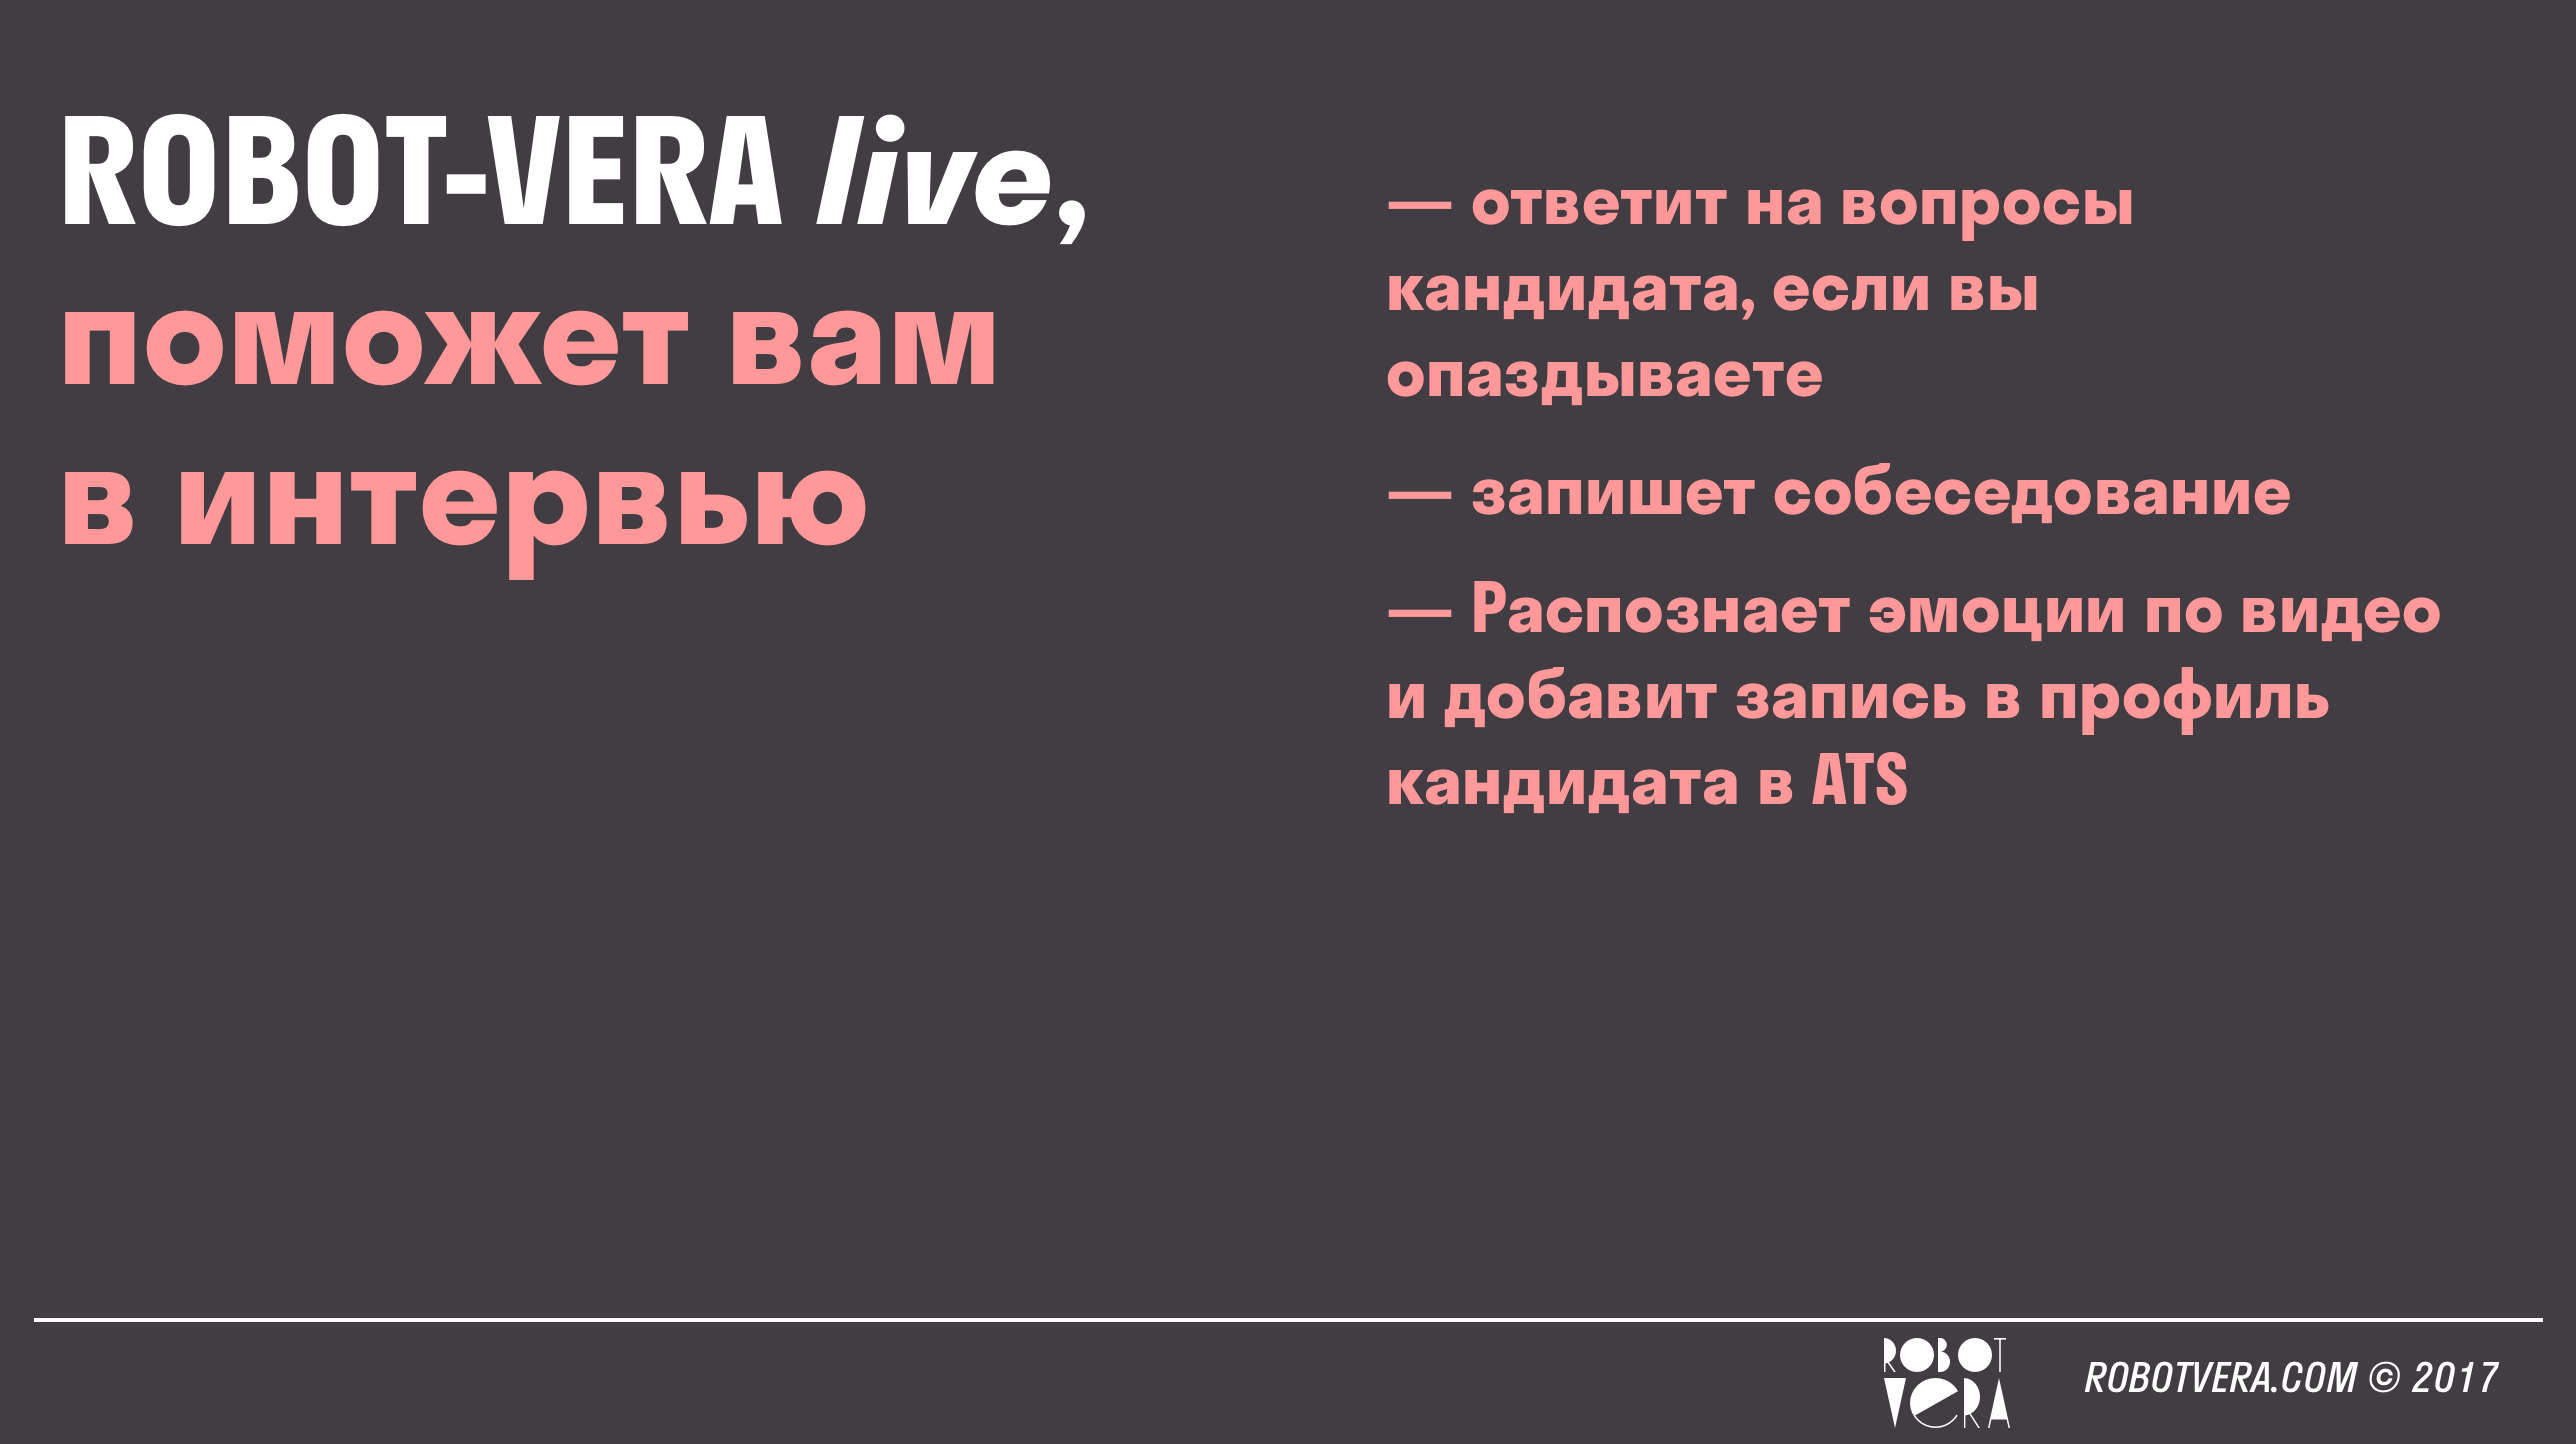 ROBOT-VERA live,
поможет вам
в интервью
— ответит на вопросы
кандидата, если вы
опаздываете
— запишет собеседование
— Распознает эмоции по видео
и добавит запись в профиль
кандидата в ATS
ROBOT
VERA
ROBOTVERA.COM © 2017